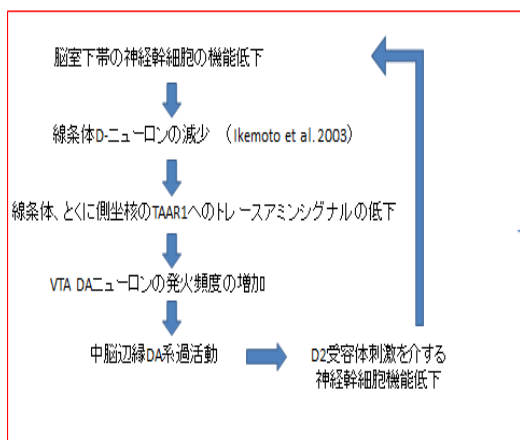 脳室下帯の神経幹細胞の機能低下
線条体D-ニューロンの減少 (Ikemoto et al. 2003)
線条体、とくに側坐核のTAAR1へのトレースアミンシグナルの低下
VTA DAニューロンの発火頻度の増加
中脳辺縁DA系過活動
D2受容体刺激を介する
神経幹細胞機能低下